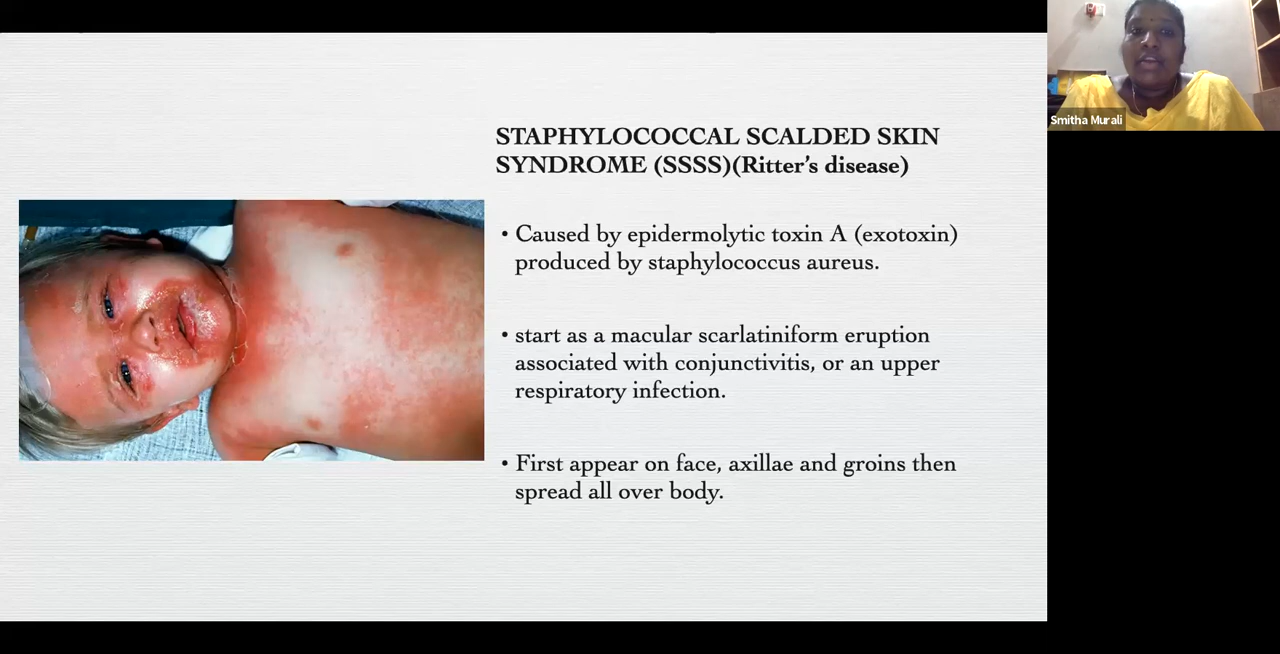 STAPHYLOCOCCAL SCALDED SKIN
SYNDROME (SSSS)(Ritter's disease)
• Caused by epidermolytic toxin A (exotoxin)
produced by staphylococcus aureus.
• start as a macular scarlatiniform eruption
associated with conjunctivitis, or an upper
respiratory infection.
• First appear on face, axillae and groins then
spread all over body.
Smitha Murali